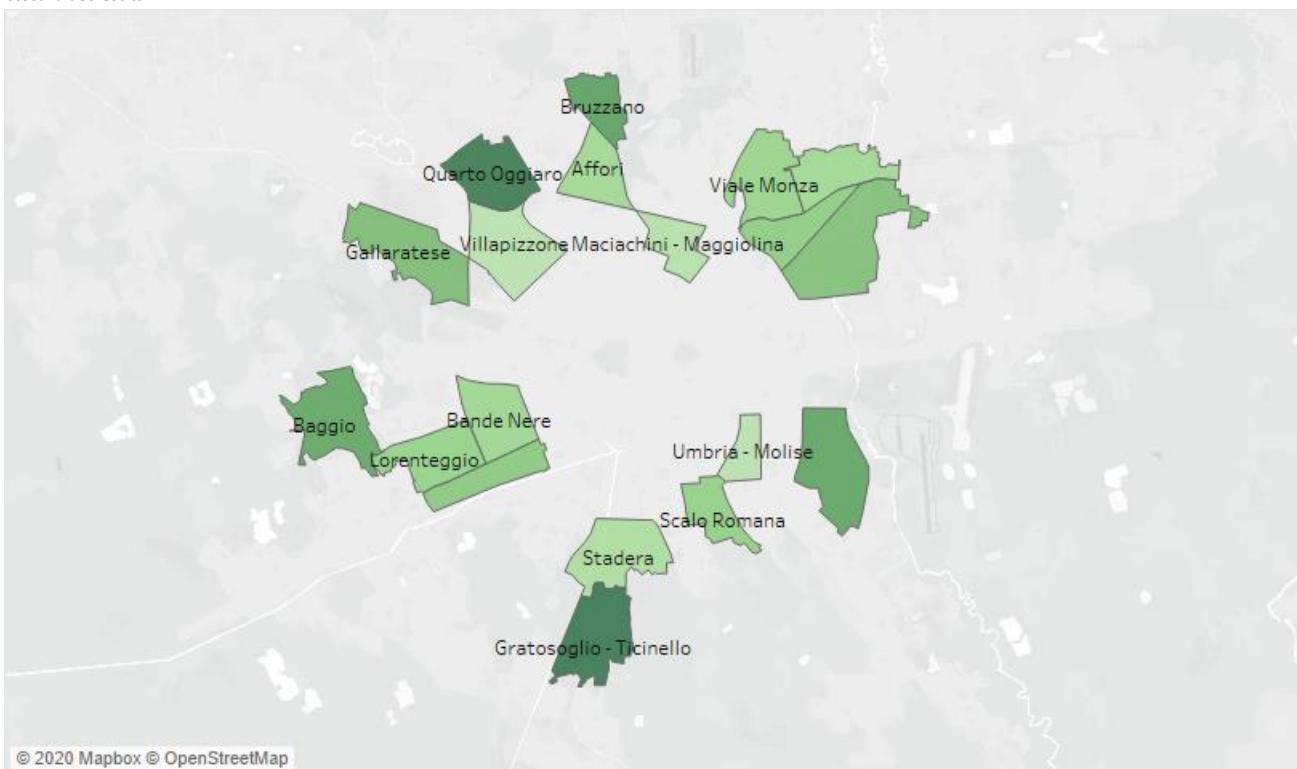 Bruzzano
Quarto Oggiaro
Affori
Viale Monza
Gallaratese
Villapizzone
Maciachini - Maggiolina
Baggio
Bande Nere
Lorenteggio
Umbria - Molise
Scalo Romana
Stadera
Gratosoglio - Ticinello
© 2020 Mapbox © OpenStreetMap